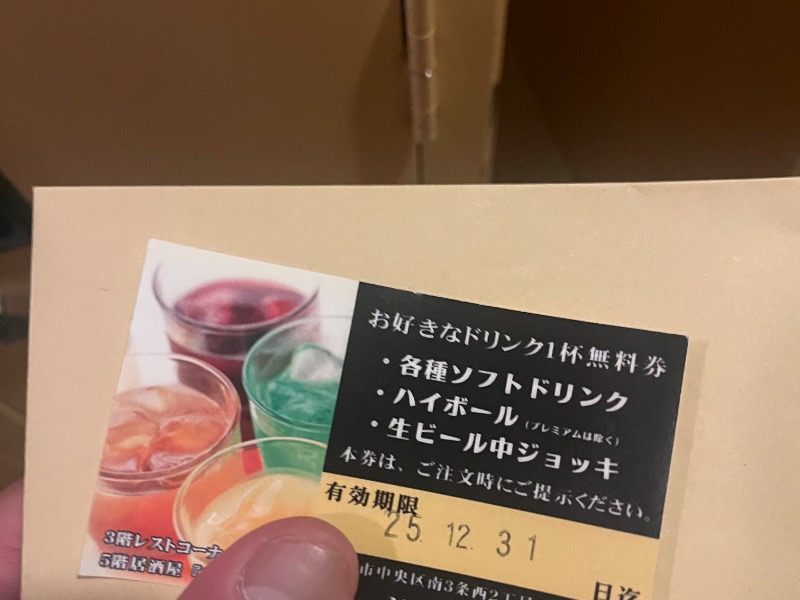 お好きなドリンク1杯無料券
・各種ソフトドリンク
・ハイボール（プレミアムは除く）
・生ビール中ジョッキ
本券は、ご注文時にご提示ください。
有効期限
25. 12. 31
日迄
3階レストコーナ
5階居酒屋
市中央区南3条西2丁目